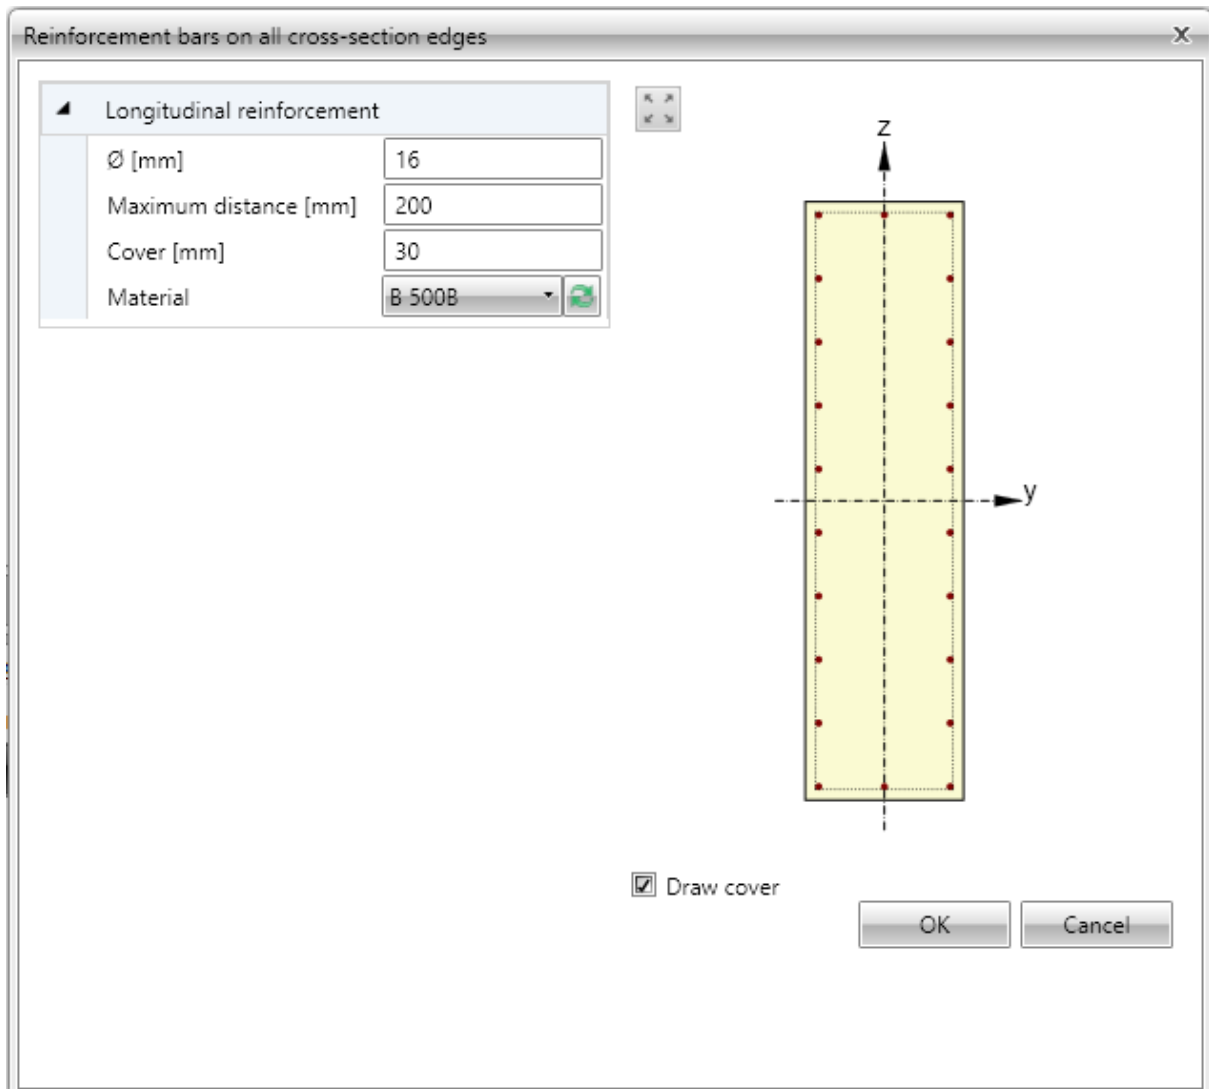 Reinforcement bars on all cross-section edges
Longitudinal reinforcement
Ø [mm] 16
Maximum distance [mm] 200
Cover [mm] 30
Material B 500B
z
y
Draw cover
OK Cancel